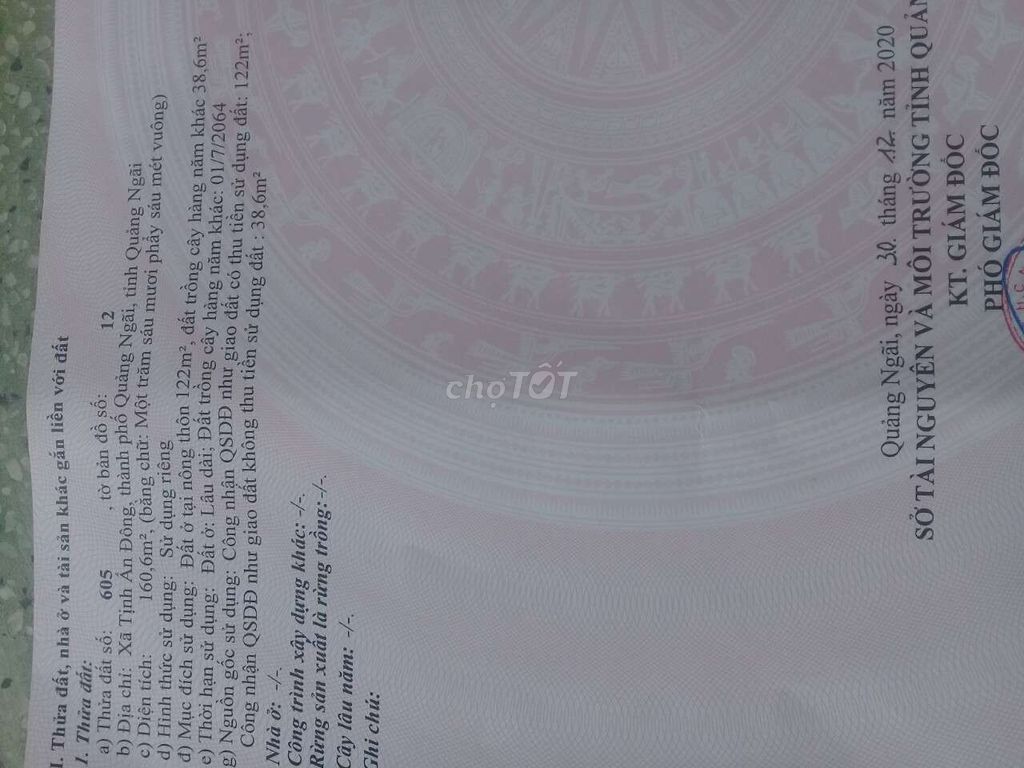 I. Thửa đất, nhà ở và tài sản khác gắn liền với đất
1. Thửa đất:
a) Thửa đất số: 605 , tờ bản đồ số: 12
b) Địa chỉ: Xã Tịnh Ấn Đông, thành phố Quảng Ngãi, tỉnh Quảng Ngãi
c) Diện tích: 160,6m², (bằng chữ: Một trăm sáu mươi phẩy sáu mét vuông)
d) Hình thức sử dụng: Sử dụng riêng
đ) Mục đích sử dụng: Đất ở tại nông thôn 122m², đất trồng cây hàng năm khác 38,6m²
e) Thời hạn sử dụng: Đất ở: Lâu dài; Đất trồng cây hàng năm khác: 01/7/2064
g) Nguồn gốc sử dụng: Công nhận QSDĐ như giao đất có thu tiền sử dụng đất: 122m²;
Công nhận QSDĐ như giao đất không thu tiền sử dụng đất: : 38,6m²
Nhà ở: -/-.
Công trình xây dựng khác: -/-.
Rừng sản xuất là rừng trồng:-/-.
Cây lâu năm: -/-.
Ghi chú:
Quảng Ngãi, ngày 30 tháng 12 năm 2020
SỞ TÀI NGUYÊN VÀ MÔI TRƯỜNG TỈNH QUẢN
KT. GIÁM ĐỐC
PHÓ GIÁM ĐỐC
chợTỐT